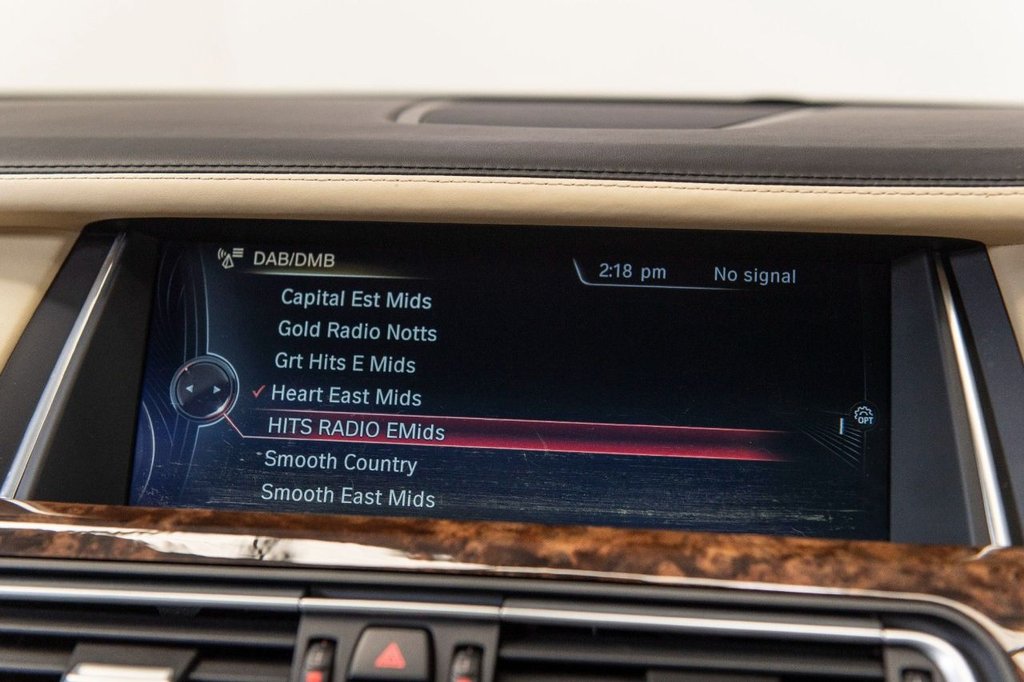 DAB/DMB
2:18 pm No signal
Capital Est Mids
Gold Radio Notts
Grt Hits E Mids
Heart East Mids
HITS RADIO EMids
OPT
Smooth Country
Smooth East Mids